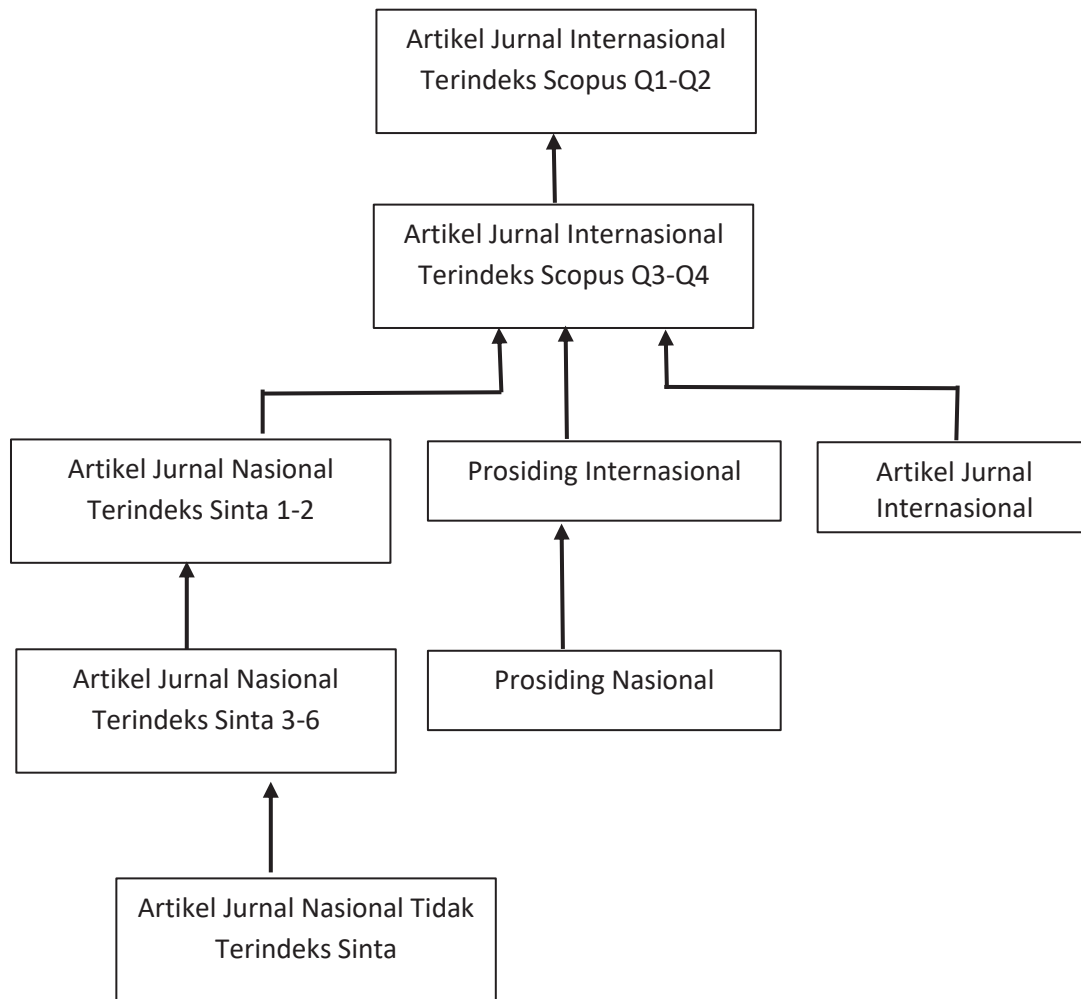 Artikel Jurnal Internasional
Terindeks Scopus Q1-Q2
Artikel Jurnal Internasional
Terindeks Scopus Q3-Q4
Artikel Jurnal Nasional
Terindeks Sinta 1-2
Prosiding Internasional
Artikel Jurnal
Internasional
Artikel Jurnal Nasional
Terindeks Sinta 3-6
Prosiding Nasional
Artikel Jurnal Nasional Tidak
Terindeks Sinta